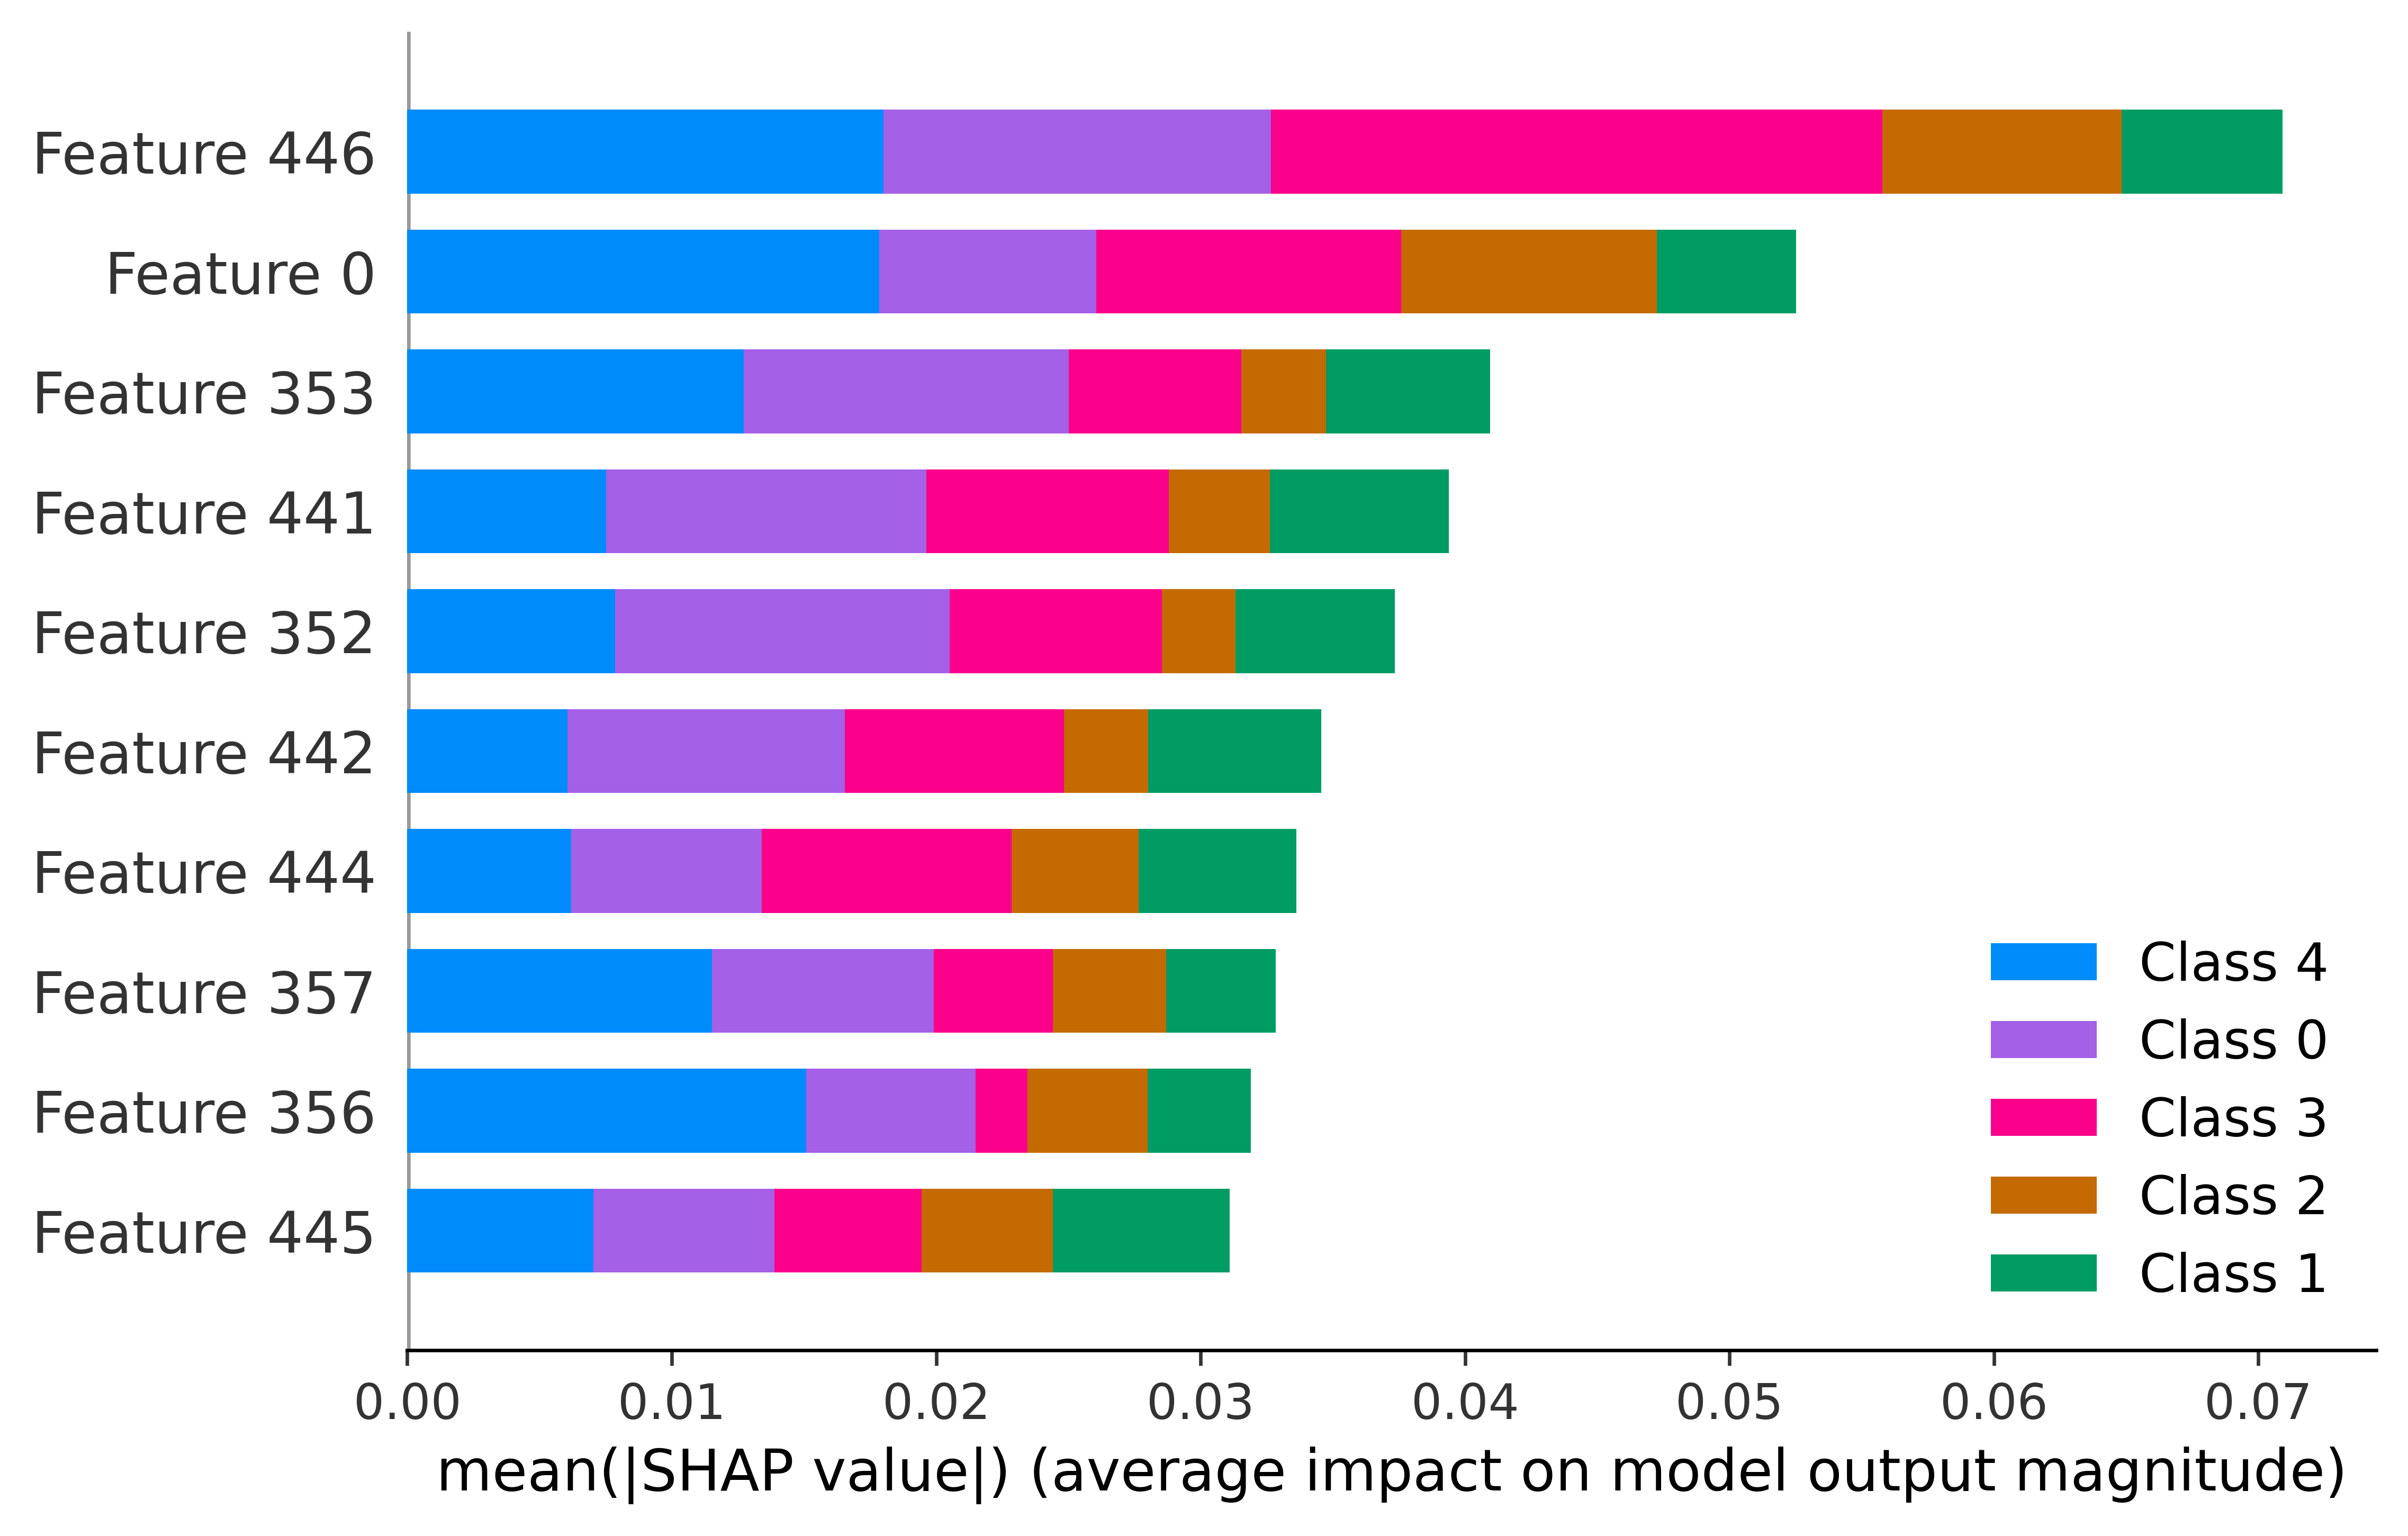 Feature 446
Feature 0
Feature 353
Feature 441
Feature 352
Feature 442
Feature 444
Feature 357
Feature 356
Feature 445
Class 4
Class 0
Class 3
Class 2
Class 1
0.00 0.01 0.02 0.03 0.04 0.05 0.06 0.07
mean(|SHAP value|) (average impact on model output magnitude)